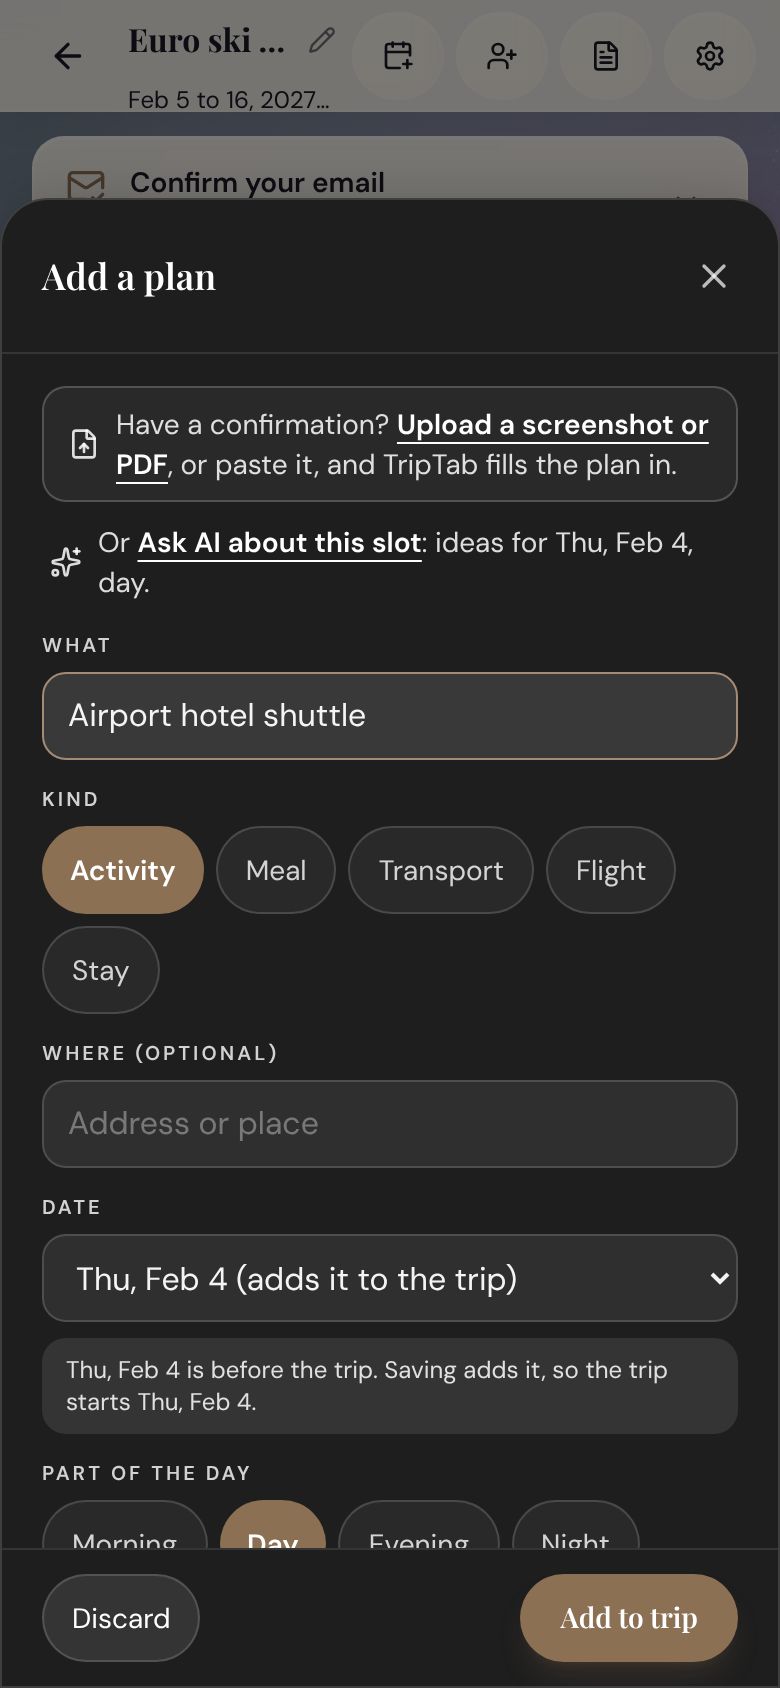 Euro ski ...
Feb 5 to 16, 2027...
Confirm your email
Add a plan
Have a confirmation? Upload a screenshot or
PDF, or paste it, and TripTab fills the plan in.
Or Ask AI about this slot: ideas for Thu, Feb 4,
day.
WHAT
Airport hotel shuttle
KIND
Activity Meal Transport Flight
Stay
WHERE (OPTIONAL)
Address or place
DATE
Thu, Feb 4 (adds it to the trip)
Thu, Feb 4 is before the trip. Saving adds it, so the trip
starts Thu, Feb 4.
PART OF THE DAY
Morning Day Evening Night
Discard Add to trip